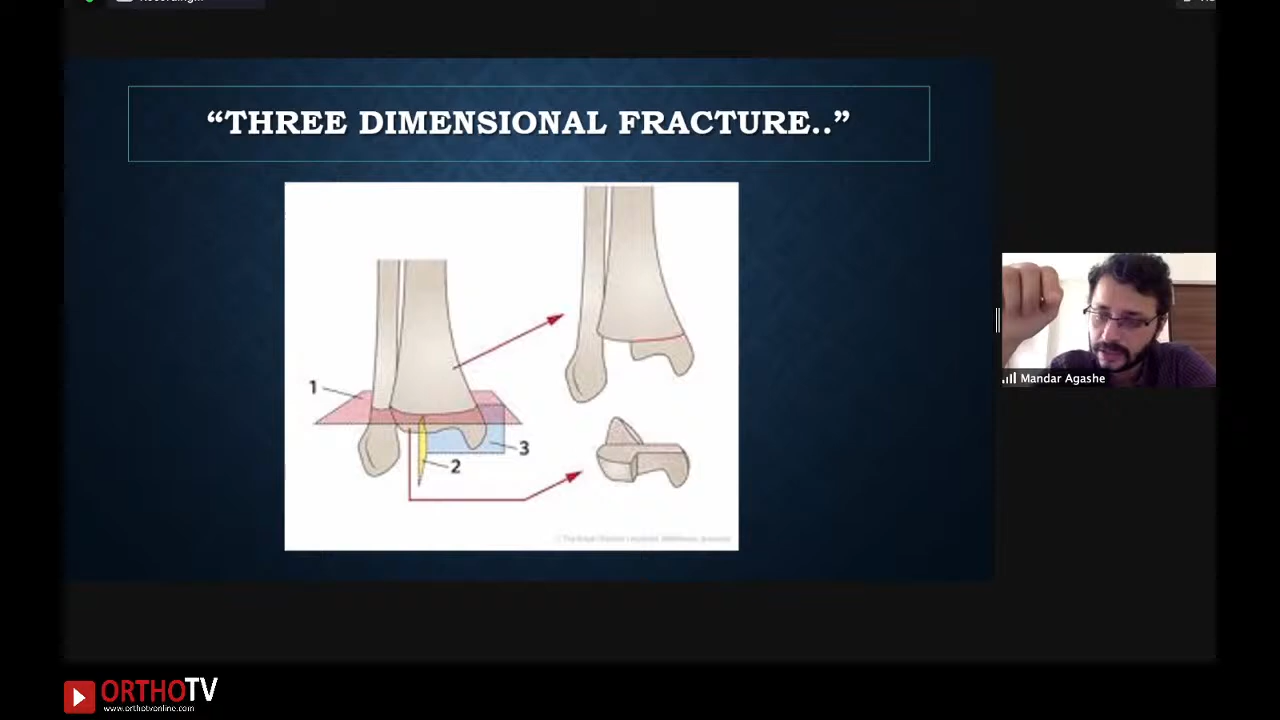 “THREE DIMENSIONAL FRACTURE..”
1
2
3
Mandar Agashe
ORTHOTV
www.orthotvonline.com